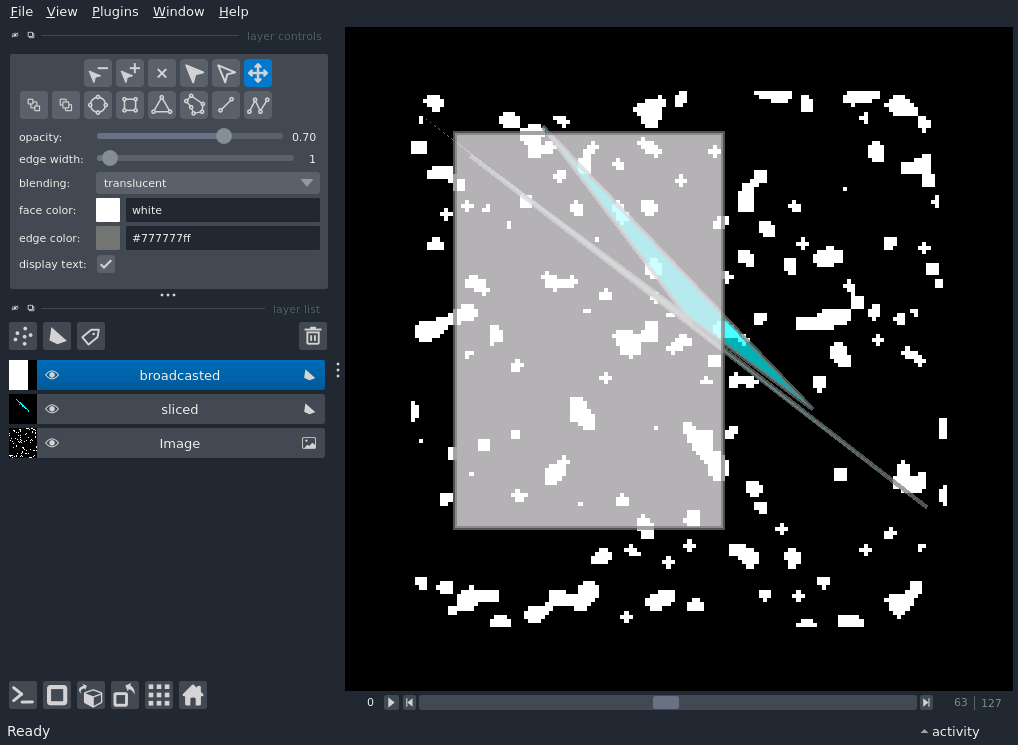 File View Plugins Window Help
layer controls
opacity: 0.70
edge width: 1
blending: translucent
face color: white
edge color: #777777ff
display text:
layer list
broadcasted
sliced
Image
0 63 127
Ready activity